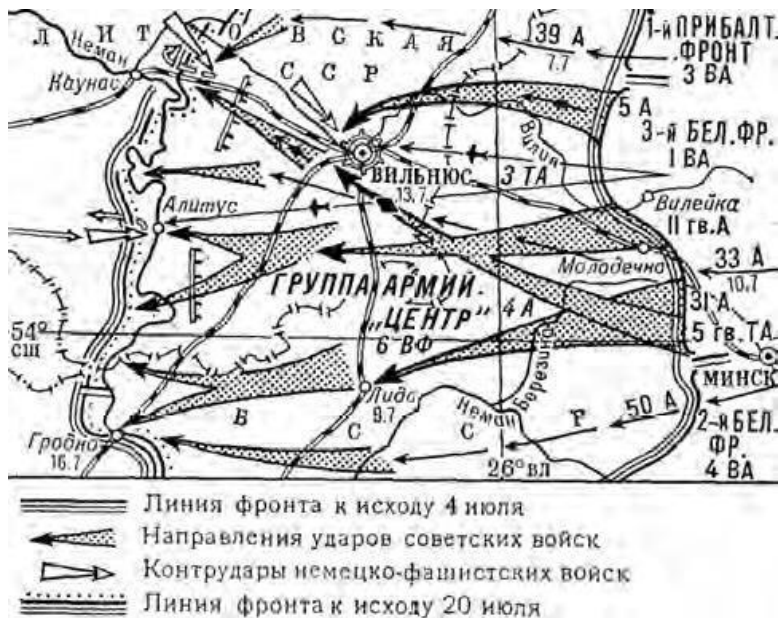 ЛИТОВСКАЯ
ССР
Неман
Каунас
39 А
7.7
1-й ПРИБАЛТ.
ФРОНТ
3 ВА
5 А
3-й БЕЛ.ФР.
1 ВА
Вилия
ВИЛЬНЮС
13.7
3 ТА
Вилейка
11 гв.А
Алитус
Молодечно
33 А
10.7
ГРУППА АРМИЙ
„ЦЕНТР"
6 ВФ
4 А
31 А
5 гв. ТА
54°
сш
МИНСК
Березина
Лида
9.7
Неман
В С С Р
50 А
2-й БЕЛ.
ФР.
4 ВА
Гродно
16.7
26° вл
Линия фронта к исходу 4 июля
Направления ударов советских войск
Контрудары немецко-фашистских войск
Линия фронта к исходу 20 июля